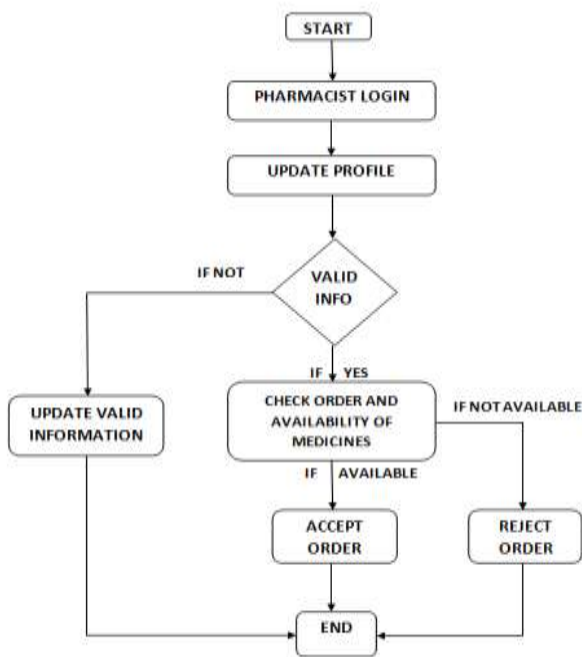 START
PHARMACIST LOGIN
UPDATE PROFILE
IF NOT
VALID
INFO
IF YES
UPDATE VALID
INFORMATION
CHECK ORDER AND
AVAILABILITY OF
MEDICINES
IF NOT AVAILABLE
IF AVAILABLE
ACCEPT
ORDER
REJECT
ORDER
END